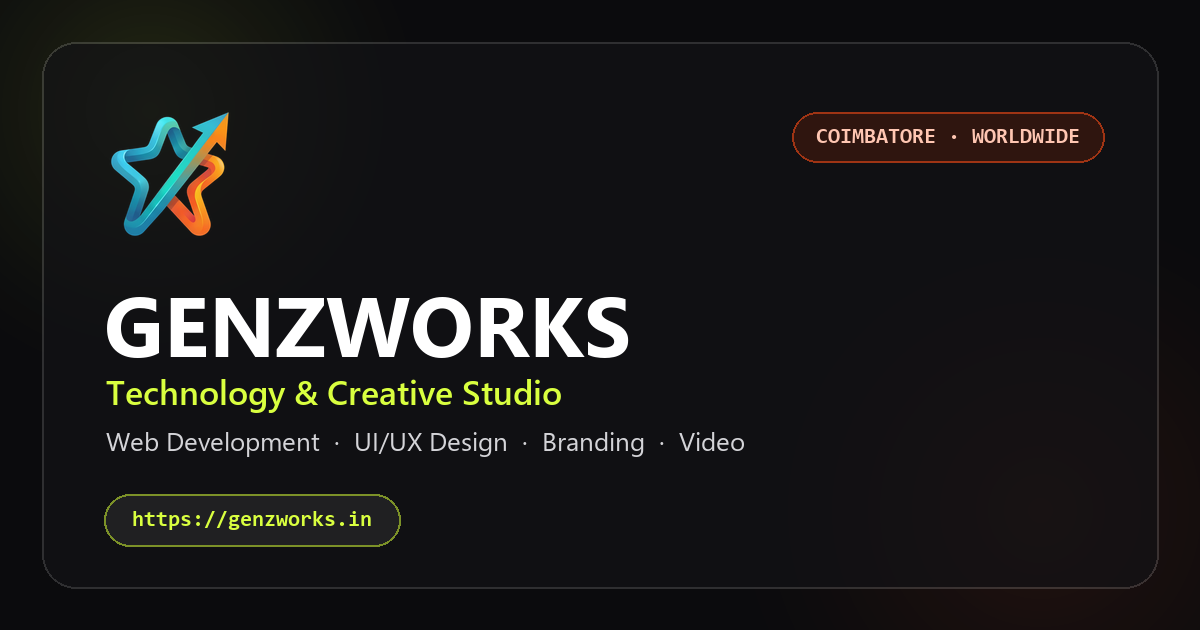 COIMBATORE · WORLDWIDE
GENZWORKS
Technology & Creative Studio
Web Development · UI/UX Design · Branding · Video
https://genzworks.in